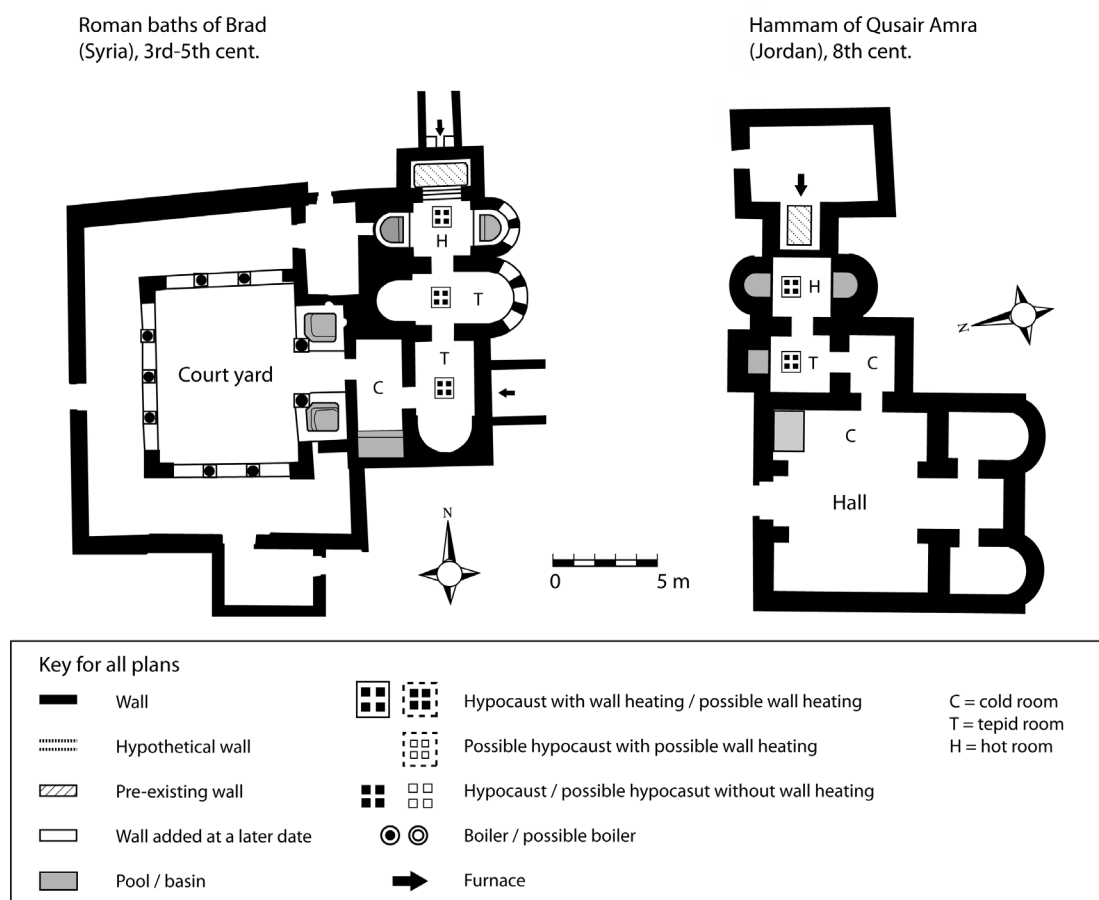 Roman baths of Brad
(Syria), 3rd-5th cent.
Hammam of Qusair Amra
(Jordan), 8th cent.
H
T
T
C
Court yard
N
0
5 m
H
T
C
C
Hall
N
Key for all plans
Wall
Hypothetical wall
Pre-existing wall
Wall added at a later date
Pool / basin
Hypocaust with wall heating / possible wall heating
Possible hypocaust with possible wall heating
Hypocaust / possible hypocasut without wall heating
Boiler / possible boiler
Furnace
C = cold room
T = tepid room
H = hot room